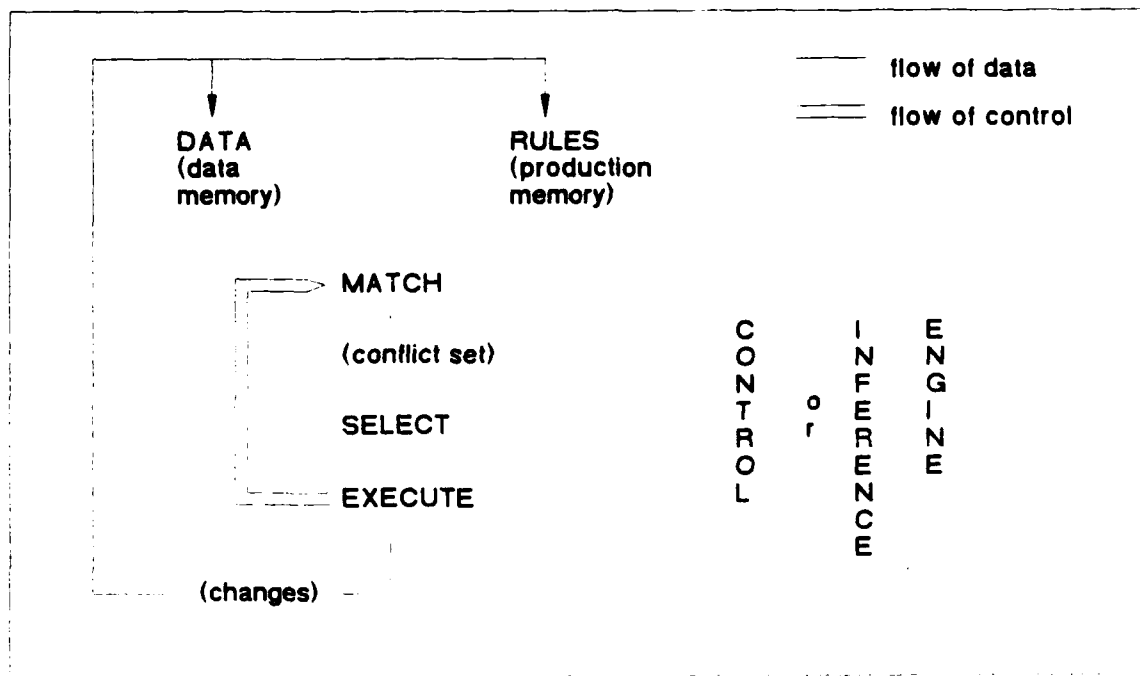 flow of data
flow of control
DATA
(data
memory)
RULES
(production
memory)
MATCH
(conflict set)
SELECT
EXECUTE
(changes)
CONTROL
or
INFERENCE
ENGINE